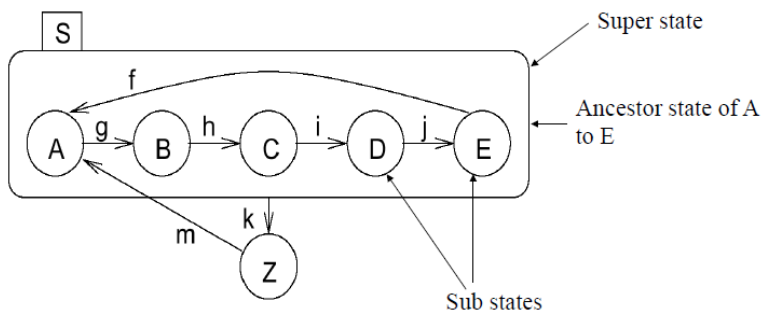 S
Super state
f
Ancestor state of A
to E
g
h
i
j
A
B
C
D
E
k
m
Z
Sub states